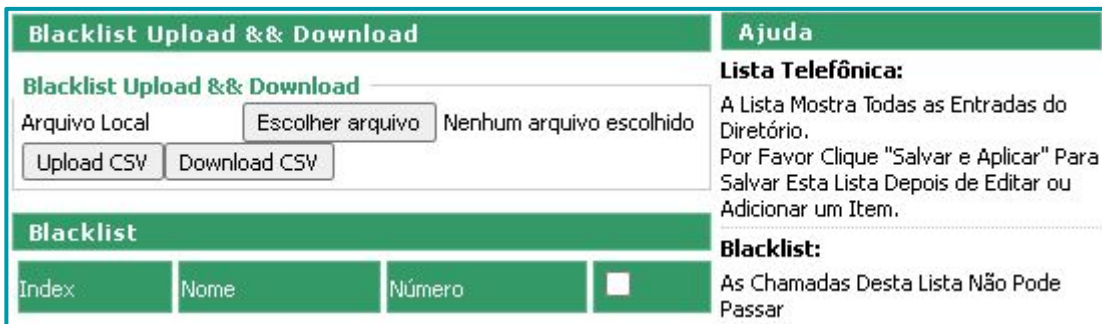 Blacklist Upload && Download
Blacklist Upload && Download
Arquivo Local Escolher arquivo Nenhum arquivo escolhido
Upload CSV Download CSV
Blacklist
Index Nome Número
Ajuda
Lista Telefônica:
A Lista Mostra Todas as Entradas do
Diretório.
Por Favor Clique "Salvar e Aplicar" Para
Salvar Esta Lista Depois de Editar ou
Adicionar um Item.
Blacklist:
As Chamadas Desta Lista Não Pode
Passar